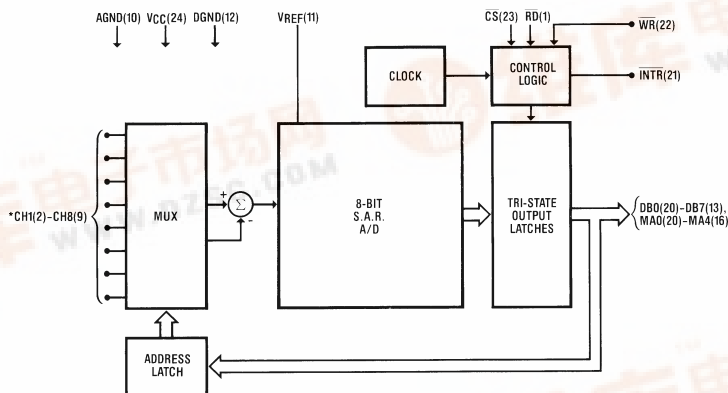 AGND(10) VCC(24) DGND(12) VREF(11) CS(23) RD(1)
WR(22)
CLOCK
CONTROL
LOGIC
INTR(21)
*CH1(2)-CH8(9)
MUX
+
Σ
-
8-BIT
S.A.R.
A/D
TRI-STATE
OUTPUT
LATCHES
DB0(20)-DB7(13),
MA0(20)-MA4(16)
ADDRESS
LATCH